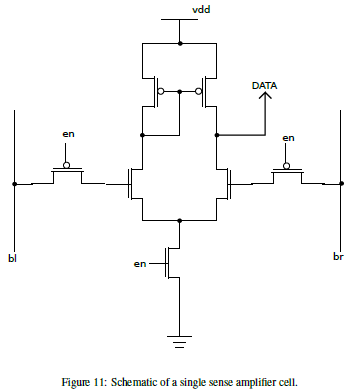 vdd
DATA
en
en
bl
br
en
Figure 11: Schematic of a single sense amplifier cell.